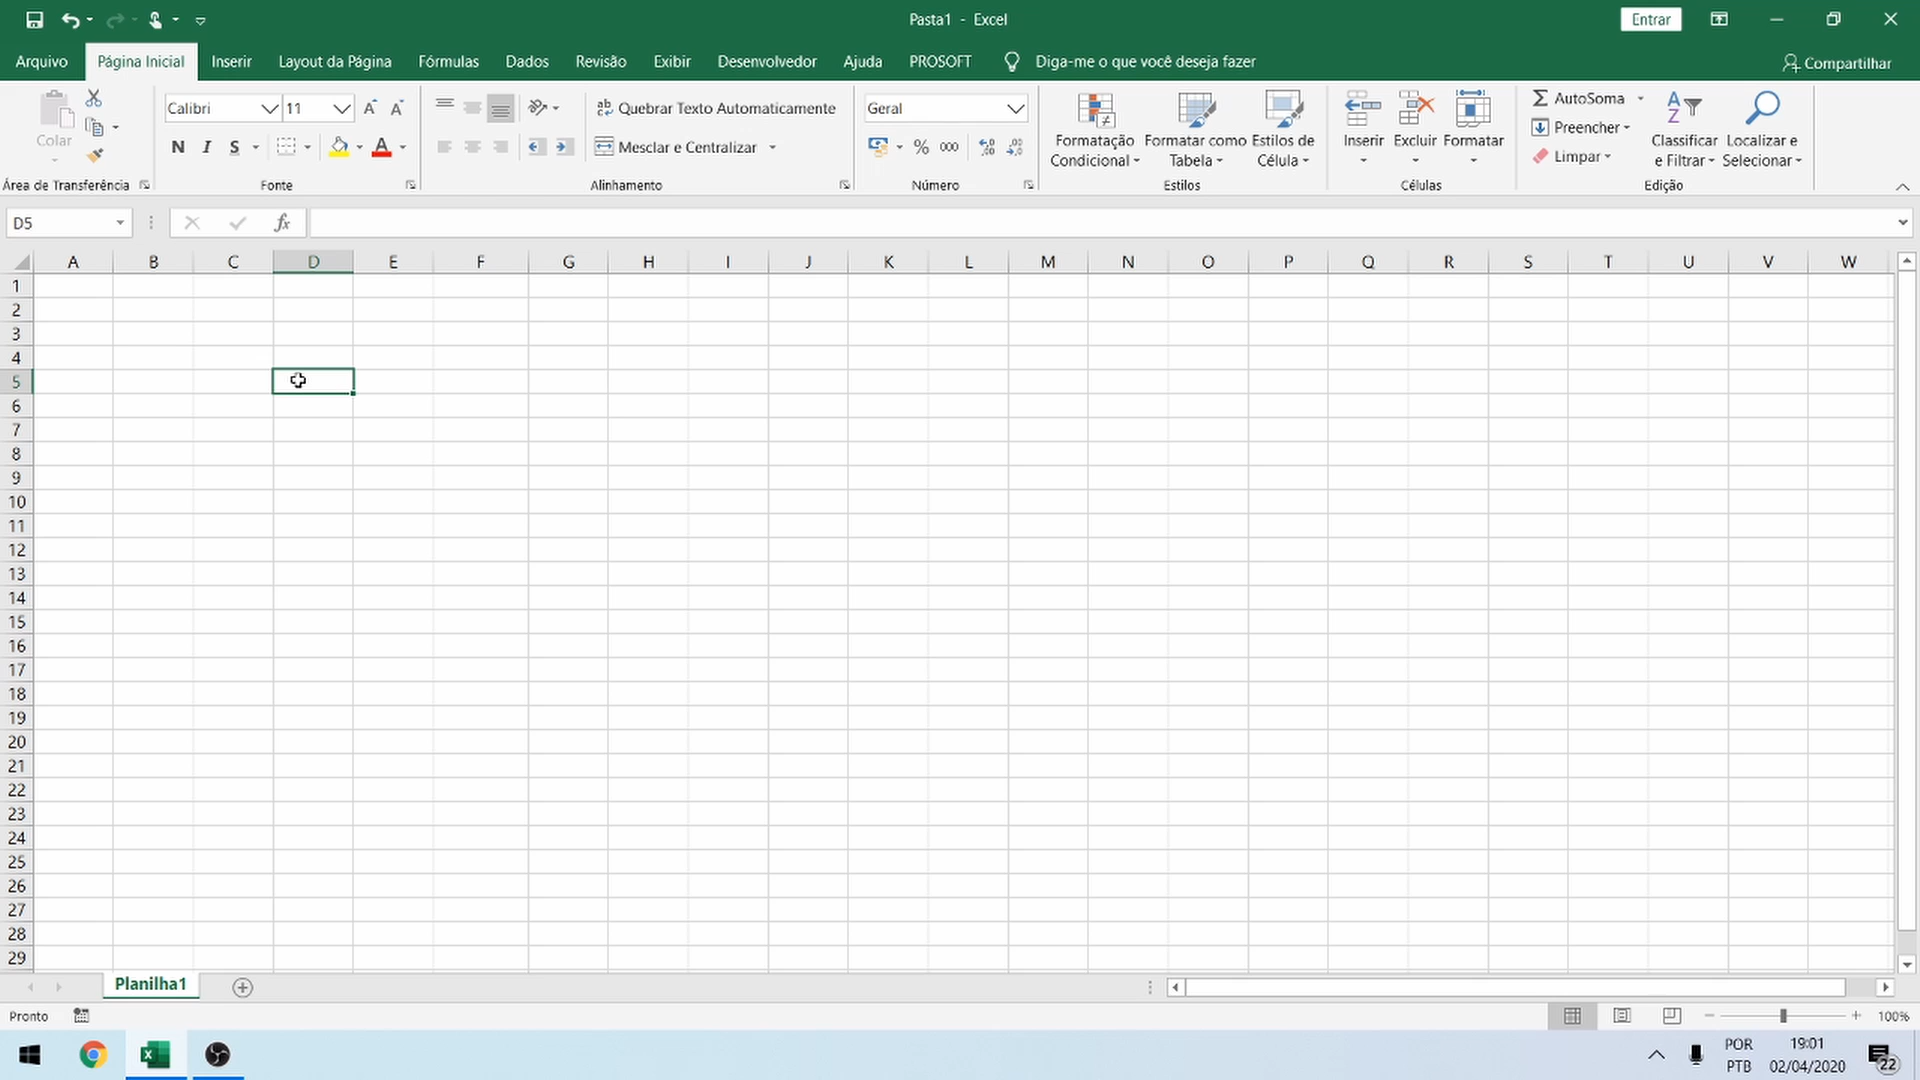 Pasta1 - Excel
Entrar
Arquivo Página Inicial Inserir Layout da Página Fórmulas Dados Revisão Exibir Desenvolvedor Ajuda PROSOFT Diga-me o que você deseja fazer Compartilhar
Colar
Calibri 11
Quebrar Texto Automaticamente
Geral
Formatação Condicional
Formatar como Tabela
Estilos de Célula
Inserir Excluir Formatar
AutoSoma
Preencher
Limpar
Classificar e Filtrar
Localizar e Selecionar
N I S
Mesclar e Centralizar
% 000
Área de Transferência Fonte Alinhamento Número Estilos Células Edição
D5 fx
A B C D E F G H I J K L M N O P Q R S T U V W
1
2
3
4
5
6
7
8
9
10
11
12
13
14
15
16
17
18
19
20
21
22
23
24
25
26
27
28
29
Planilha1
Pronto 100%
POR 19:01
PTB 02/04/2020 22